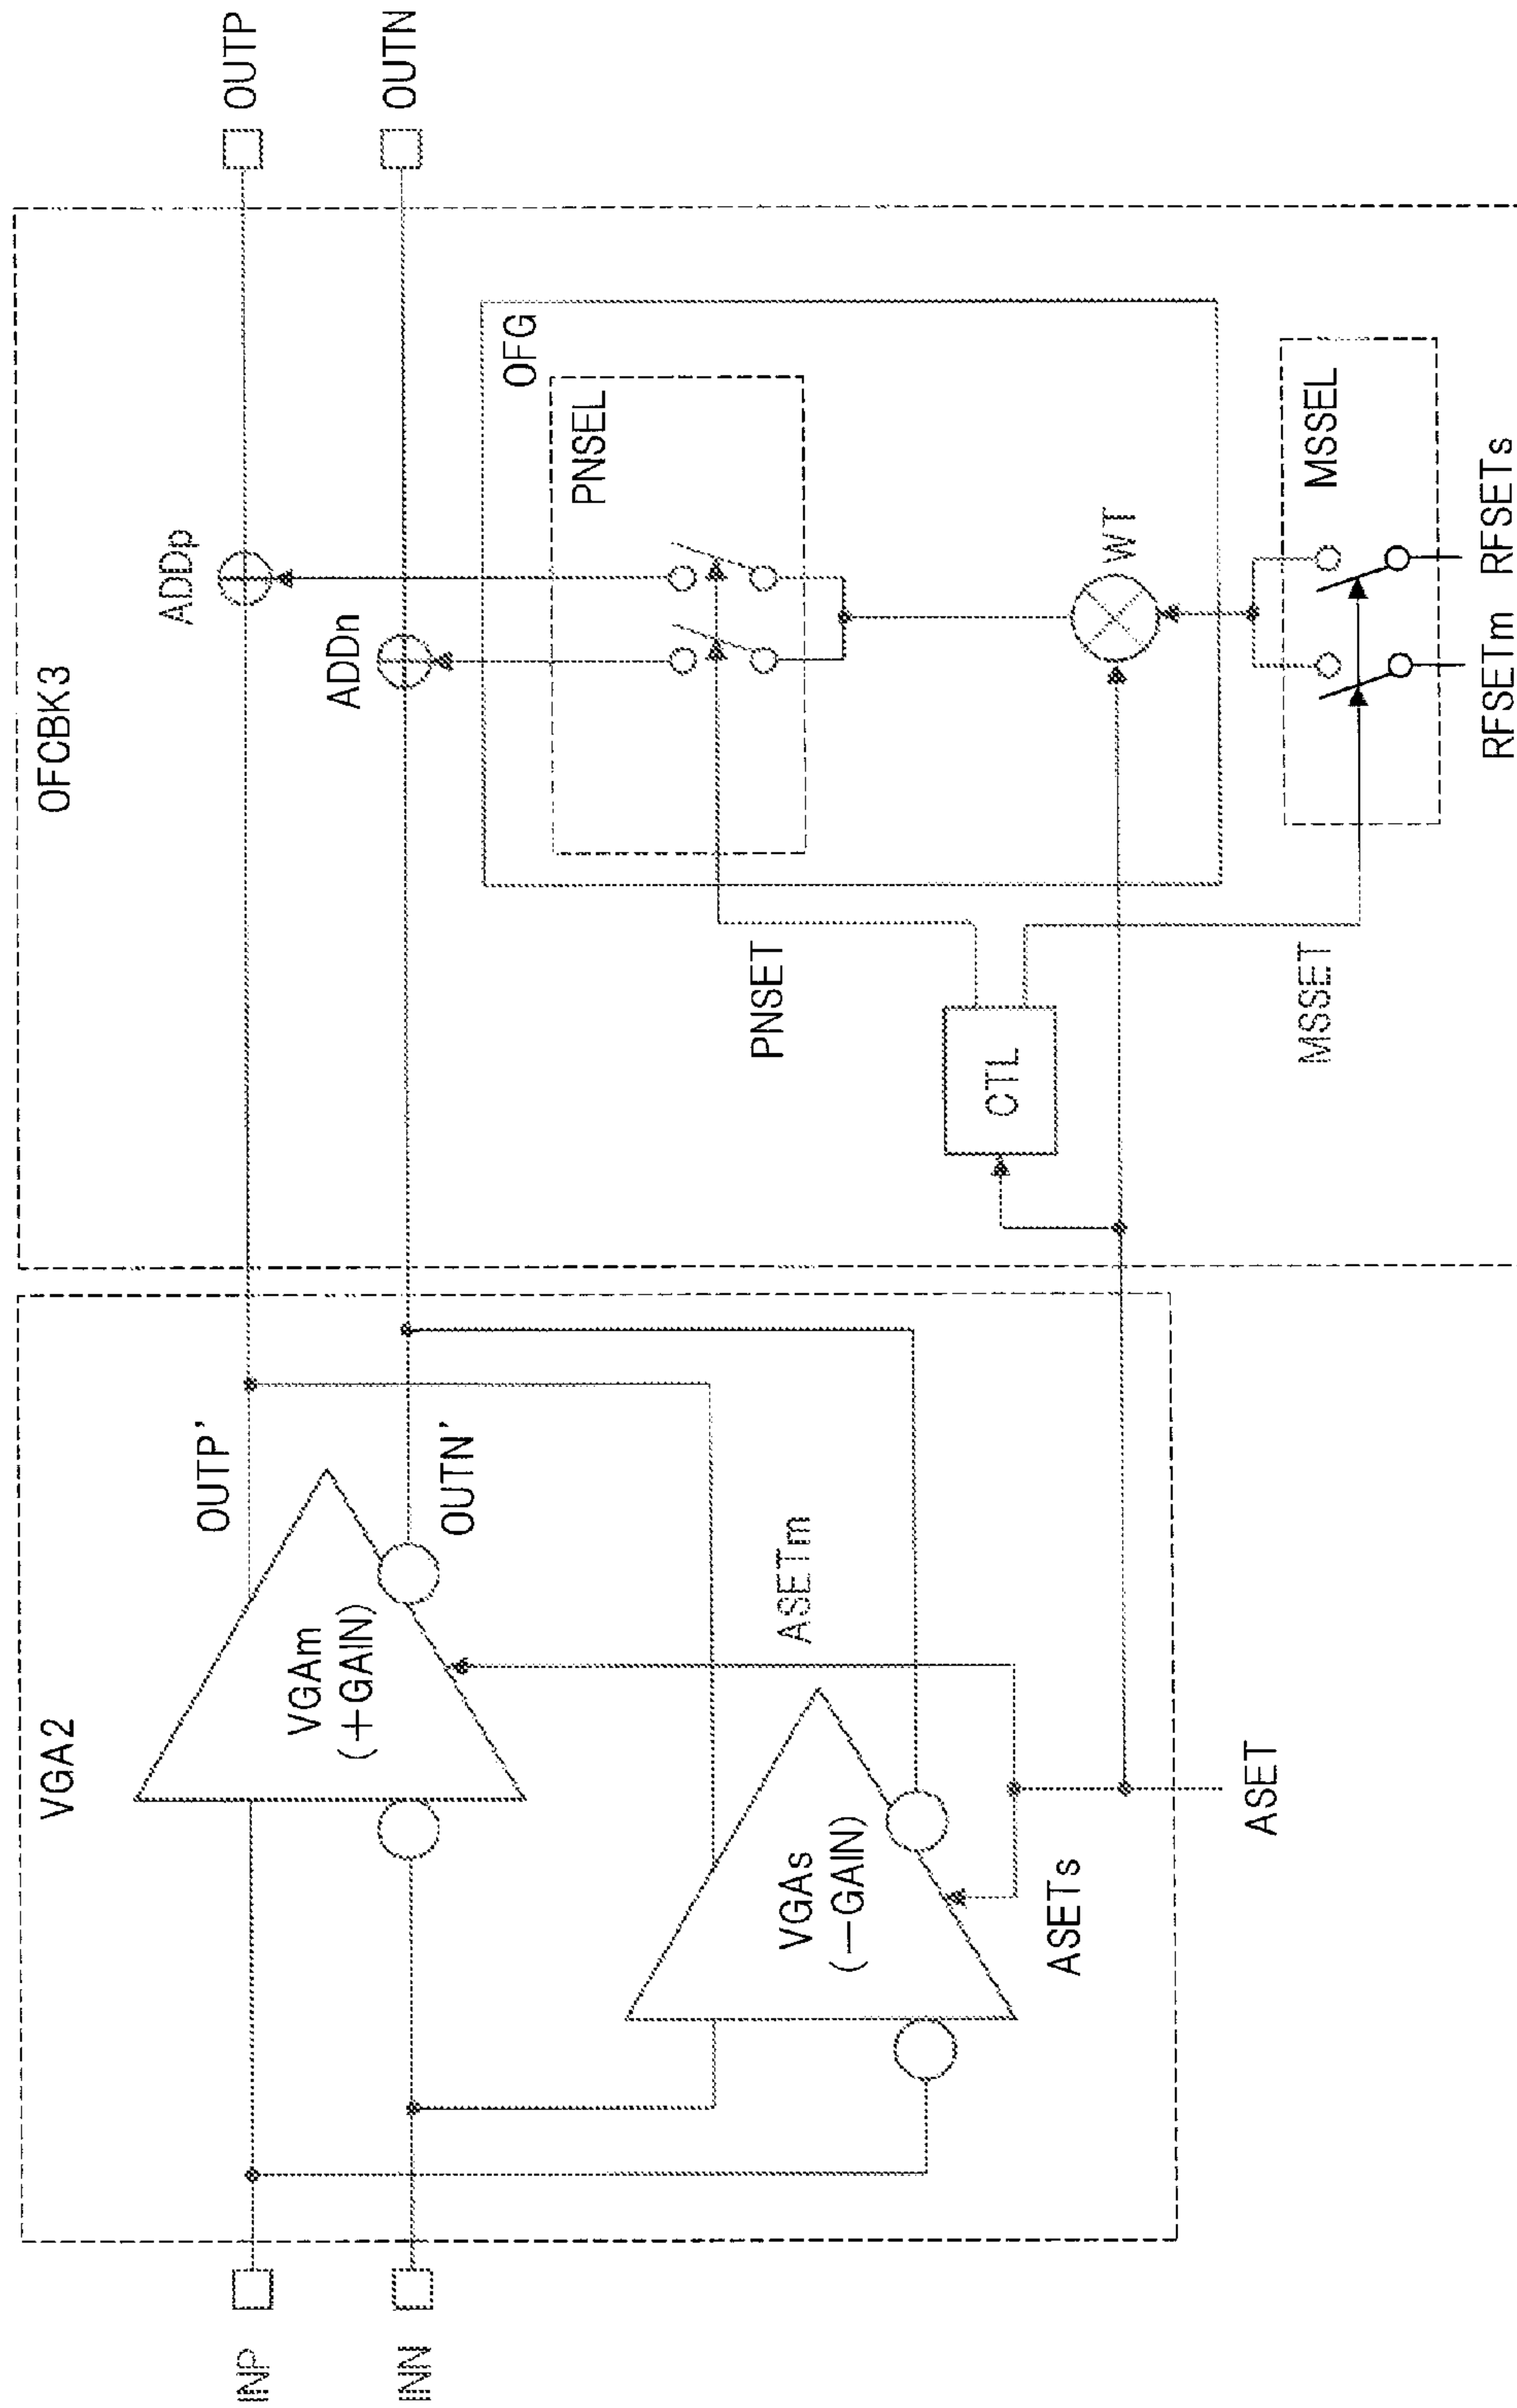 VGA2
OFCBK3
INP
INN
VGAm
(+GAIN)
OUTP'
OUTN'
VGAs
(−GAIN)
ASETm
ASETs
ASET
ADDp
ADDn
OUTP
OUTN
OFG
PNSEL
PNSET
CTL
WT
MSSET
MSSEL
RFSETm
RFSETs